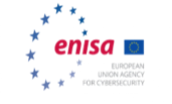 enisa
EUROPEAN
UNION AGENCY
FOR CYBERSECURITY